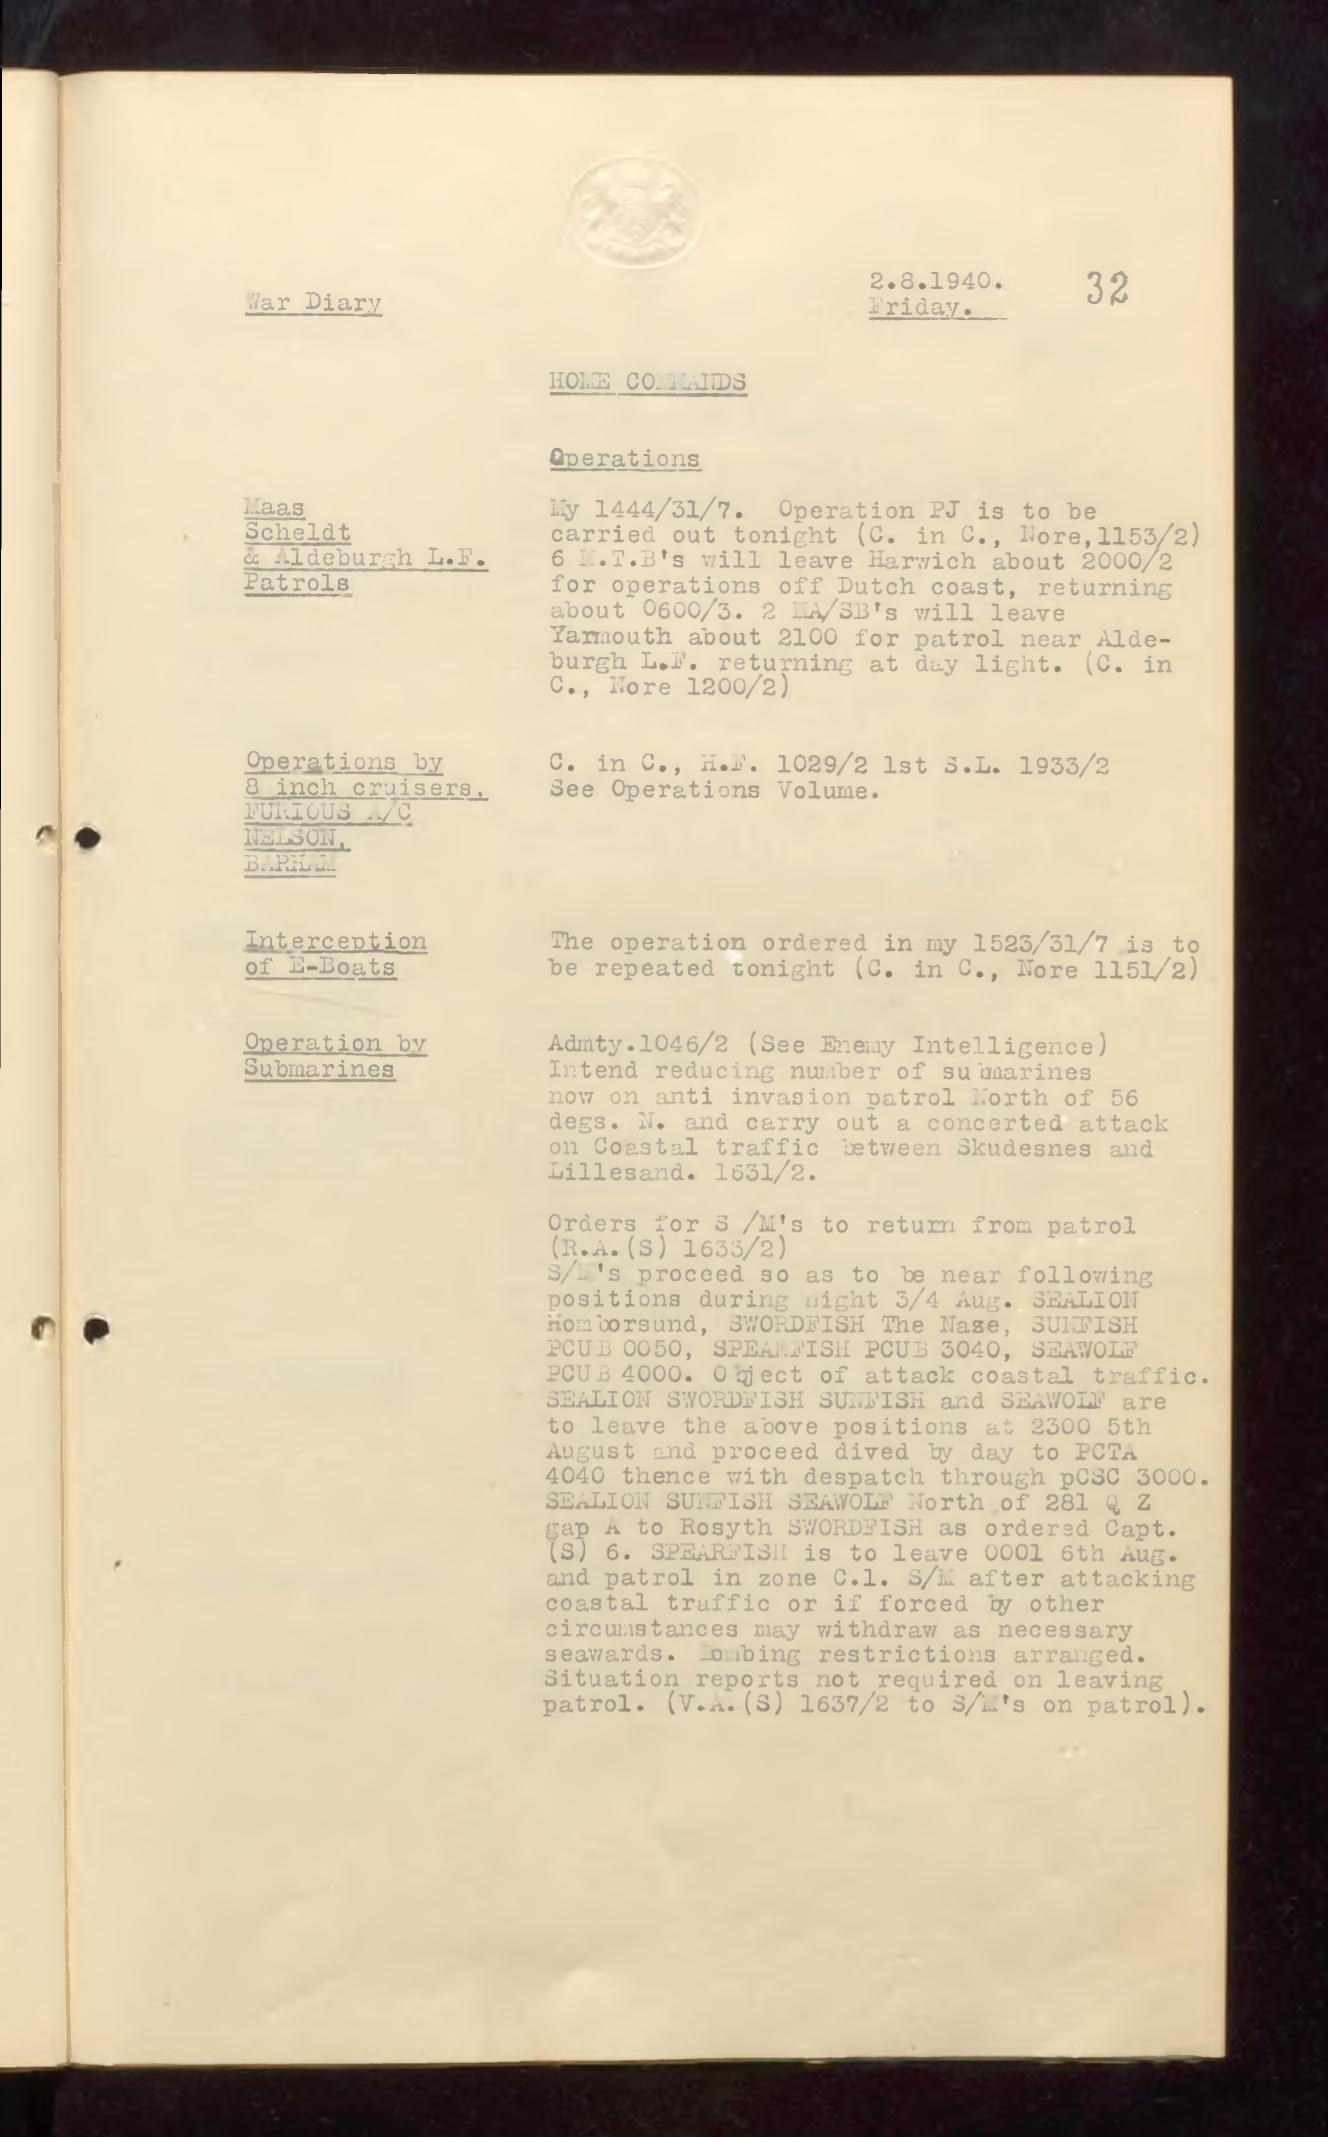 War Diary
2.8.1940.
Friday.
32
HOME COMMANDS
Operations
Maas
Scheldt
& Aldeburgh L.F.
Patrols
My 1444/31/7. Operation PJ is to be
carried out tonight (C. in C., Nore,1153/2)
6 M.T.B's will leave Harwich about 2000/2
for operations off Dutch coast, returning
about 0600/3. 2 MA/SB's will leave
Yarmouth about 2100 for patrol near Alde-
burgh L.F. returning at day light. (C. in
C., Nore 1200/2)
Operations by
8 inch cruisers,
FURIOUS A/C
NELSON,
BARHAM
C. in C., H.F. 1029/2 1st S.L. 1933/2
See Operations Volume.
Interception
of E-Boats
The operation ordered in my 1523/31/7 is to
be repeated tonight (C. in C., Nore 1151/2)
Operation by
Submarines
Admty.1046/2 (See Enemy Intelligence)
Intend reducing number of submarines
now on anti invasion patrol North of 56
degs. N. and carry out a concerted attack
on Coastal traffic between Skudesnes and
Lillesand. 1631/2.
Orders for S /M's to return from patrol
(R.A.(S) 1633/2)
S/M's proceed so as to be near following
positions during night 3/4 Aug. SEALION
Homborsund, SWORDFISH The Naze, SUNFISH
PCUB 0050, SPEARFISH PCUB 3040, SEAWOLF
PCUB 4000. Object of attack coastal traffic.
SEALION SWORDFISH SUNFISH and SEAWOLF are
to leave the above positions at 2300 5th
August and proceed dived by day to PCTA
4040 thence with despatch through pCSC 3000.
SEALION SUNFISH SEAWOLF North of 281 Q Z
gap A to Rosyth SWORDFISH as ordered Capt.
(S) 6. SPEARFISH is to leave 0001 6th Aug.
and patrol in zone C.1. S/M after attacking
coastal traffic or if forced by other
circumstances may withdraw as necessary
seawards. Bombing restrictions arranged.
Situation reports not required on leaving
patrol. (V.A.(S) 1637/2 to S/M's on patrol).